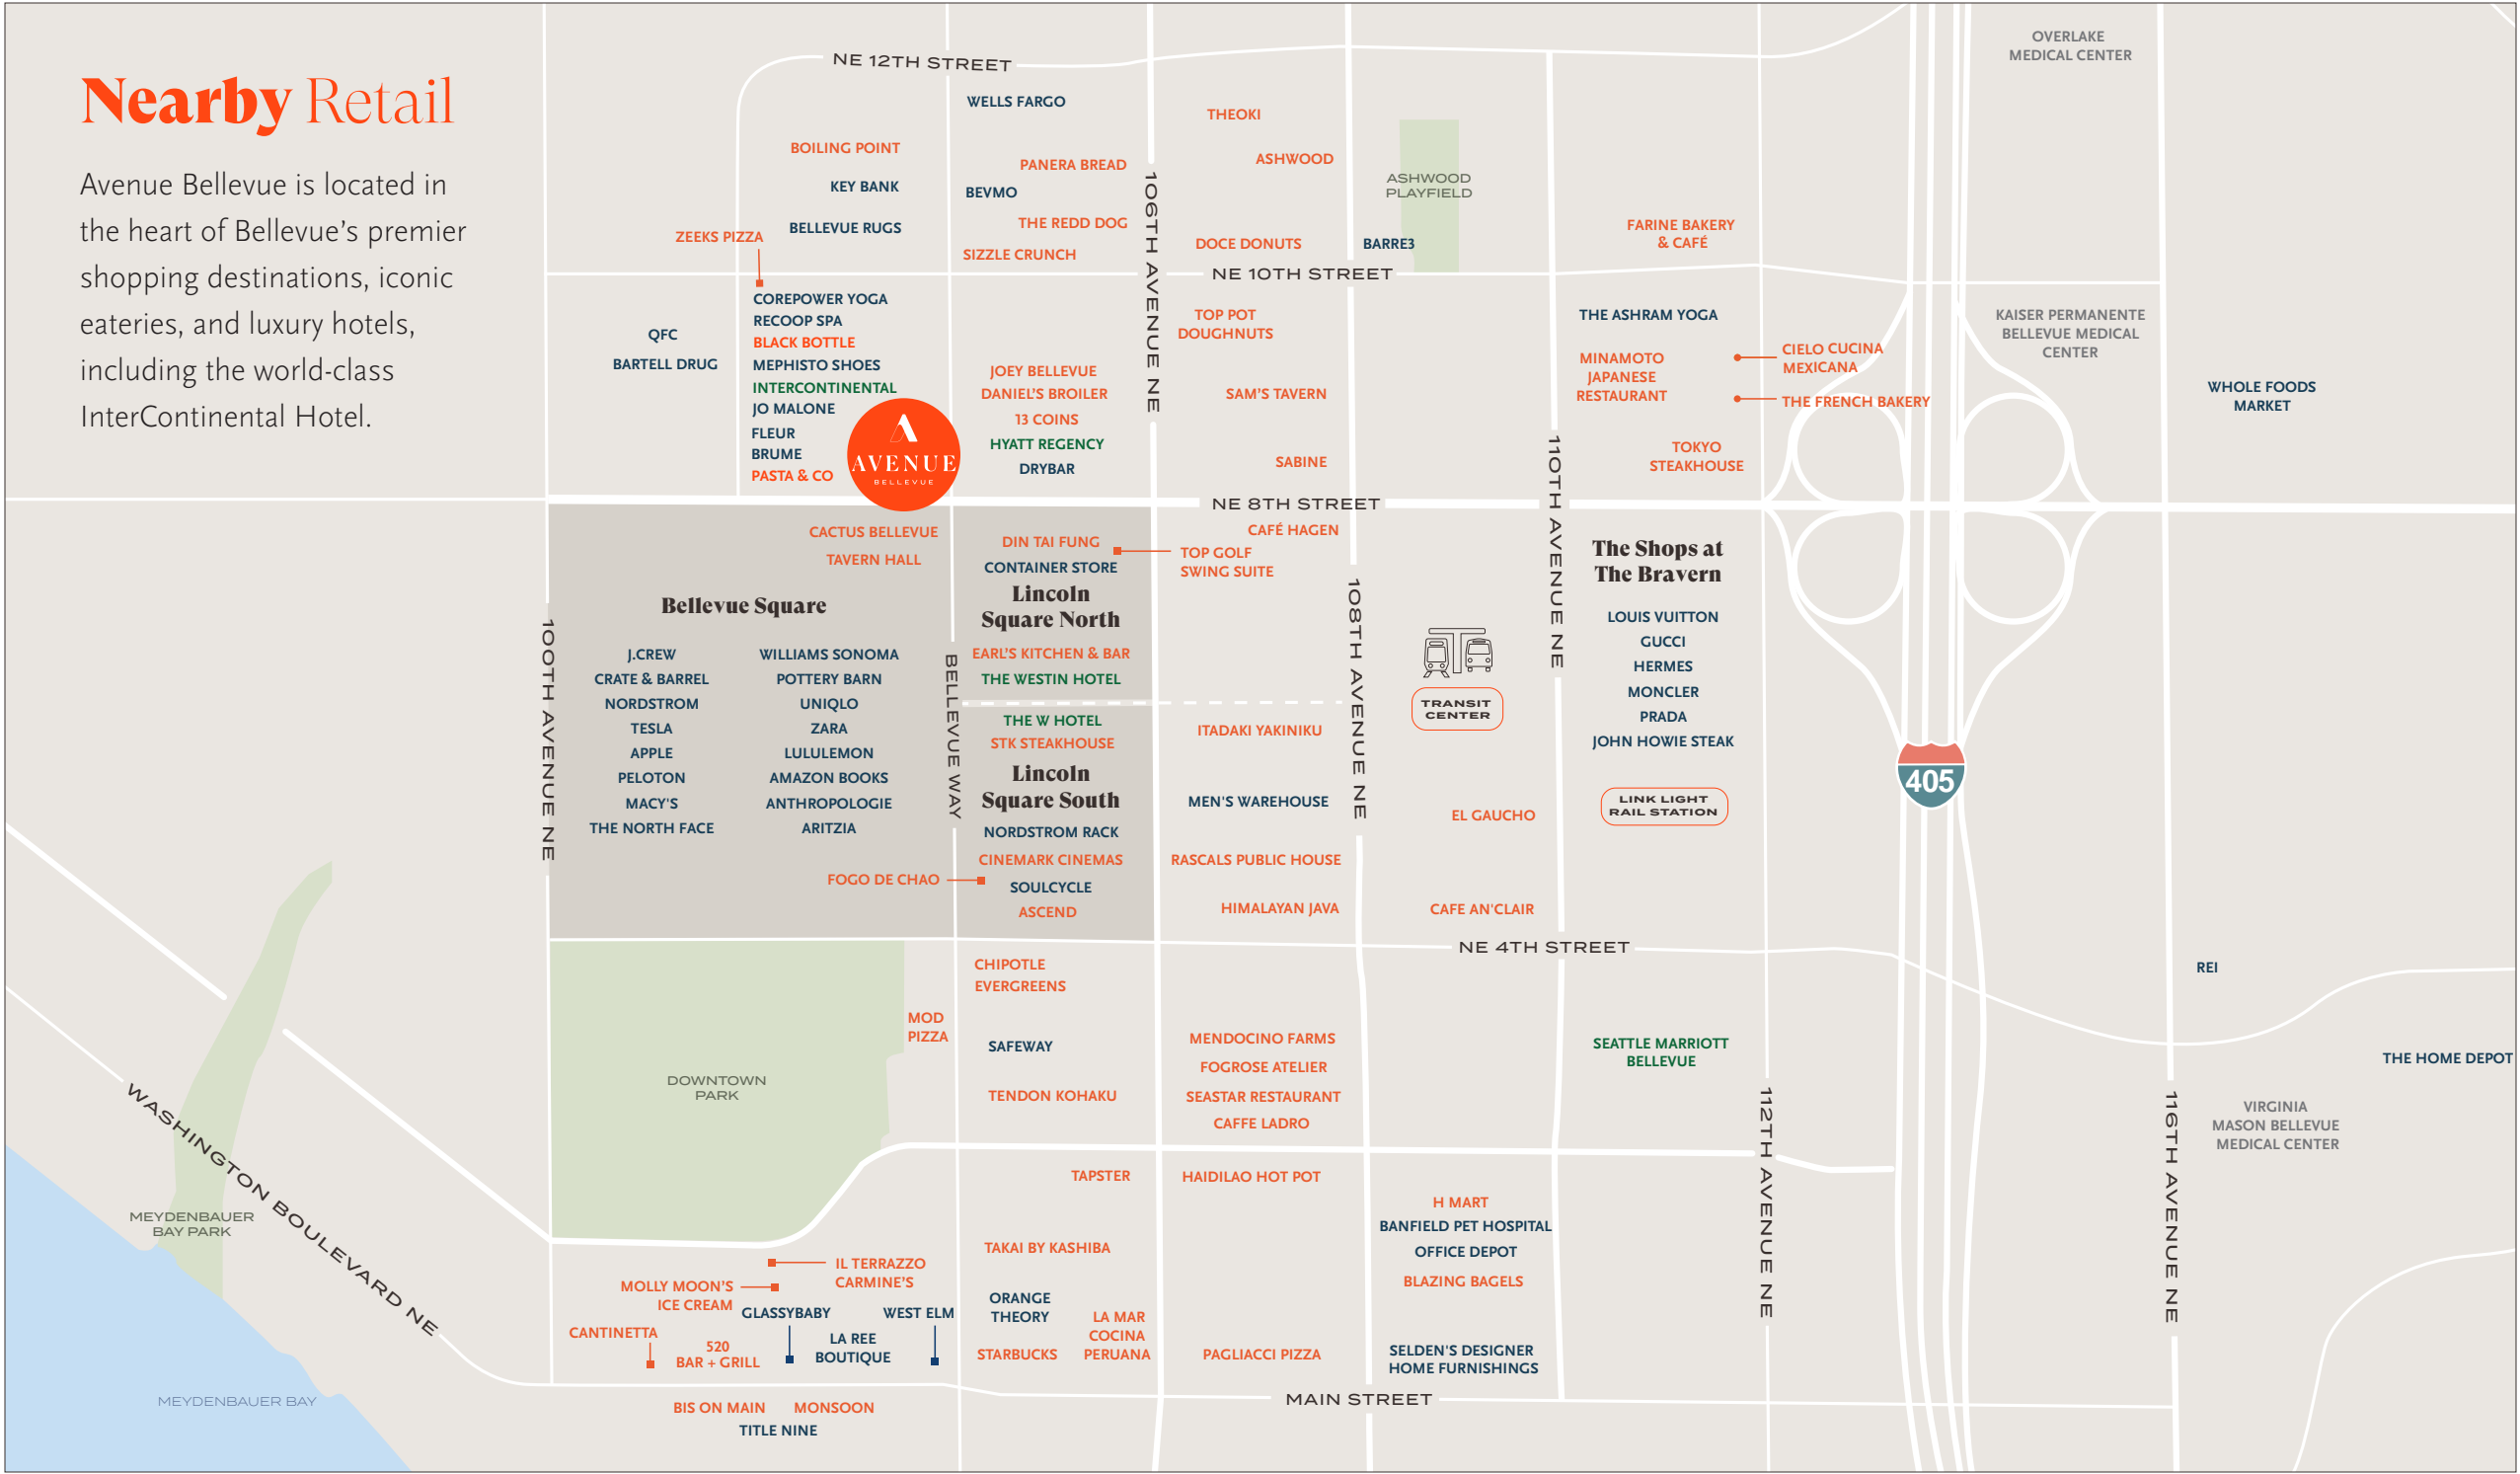 Nearby Retail
Avenue Bellevue is located in
the heart of Bellevue’s premier
shopping destinations, iconic
eateries, and luxury hotels,
including the world-class
InterContinental Hotel.
NE 12TH STREET
OVERLAKE
MEDICAL CENTER
WELLS FARGO
THEOKI
BOILING POINT
PANERA BREAD
ASHWOOD
KEY BANK
BEVMO
ASHWOOD
PLAYFIELD
BELLEVUE RUGS
THE REDD DOG
ZEEKS PIZZA
SIZZLE CRUNCH
DOCE DONUTS
BARRE3
FARINE BAKERY
& CAFÉ
106TH AVENUE NE
NE 10TH STREET
QFC
BARTELL DRUG
COREPOWER YOGA
RECOOP SPA
BLACK BOTTLE
MEPHISTO SHOES
INTERCONTINENTAL
JO MALONE
FLEUR
BRUME
PASTA & CO
A
AVENUE
BELLEVUE
JOEY BELLEVUE
DANIEL’S BROILER
13 COINS
HYATT REGENCY
DRYBAR
TOP POT
DOUGHNUTS
SAM’S TAVERN
SABINE
THE ASHRAM YOGA
MINAMOTO
JAPANESE
RESTAURANT
CIELO CUCINA
MEXICANA
THE FRENCH BAKERY
TOKYO
STEAKHOUSE
KAISER PERMANENTE
BELLEVUE MEDICAL
CENTER
WHOLE FOODS
MARKET
NE 8TH STREET
110TH AVENUE NE
CACTUS BELLEVUE
TAVERN HALL
DIN TAI FUNG
CONTAINER STORE
TOP GOLF
SWING SUITE
CAFÉ HAGEN
Bellevue Square
J.CREW
CRATE & BARREL
NORDSTROM
TESLA
APPLE
PELOTON
MACY'S
THE NORTH FACE
WILLIAMS SONOMA
POTTERY BARN
UNIQLO
ZARA
LULULEMON
AMAZON BOOKS
ANTHROPOLOGIE
ARITZIA
100TH AVENUE NE
BELLEVUE WAY
Lincoln
Square North
EARL’S KITCHEN & BAR
THE WESTIN HOTEL
THE W HOTEL
STK STEAKHOUSE
Lincoln
Square South
NORDSTROM RACK
CINEMARK CINEMAS
FOGO DE CHAO
SOULCYCLE
ASCEND
108TH AVENUE NE
ITADAKI YAKINIKU
MEN'S WAREHOUSE
RASCALS PUBLIC HOUSE
HIMALAYAN JAVA
TRANSIT
CENTER
EL GAUCHO
CAFE AN'CLAIR
The Shops at
The Bravern
LOUIS VUITTON
GUCCI
HERMES
MONCLER
PRADA
JOHN HOWIE STEAK
LINK LIGHT
RAIL STATION
405
NE 4TH STREET
CHIPOTLE
EVERGREENS
MOD
PIZZA
SAFEWAY
TENDON KOHAKU
MENDOCINO FARMS
FOGROSE ATELIER
SEASTAR RESTAURANT
CAFFE LADRO
SEATTLE MARRIOTT
BELLEVUE
REI
THE HOME DEPOT
VIRGINIA
MASON BELLEVUE
MEDICAL CENTER
DOWNTOWN
PARK
112TH AVENUE NE
116TH AVENUE NE
WASHINGTON BOULEVARD NE
MEYDENBAUER
BAY PARK
MEYDENBAUER BAY
TAPSTER
HAIDILAO HOT POT
TAKAI BY KASHIBA
H MART
BANFIELD PET HOSPITAL
OFFICE DEPOT
BLAZING BAGELS
IL TERRAZZO
CARMINE’S
MOLLY MOON’S
ICE CREAM
GLASSYBABY
WEST ELM
CANTINETTA
520
BAR + GRILL
LA REE
BOUTIQUE
ORANGE
THEORY
STARBUCKS
LA MAR
COCINA
PERUANA
PAGLIACCI PIZZA
SELDEN'S DESIGNER
HOME FURNISHINGS
MAIN STREET
BIS ON MAIN
MONSOON
TITLE NINE